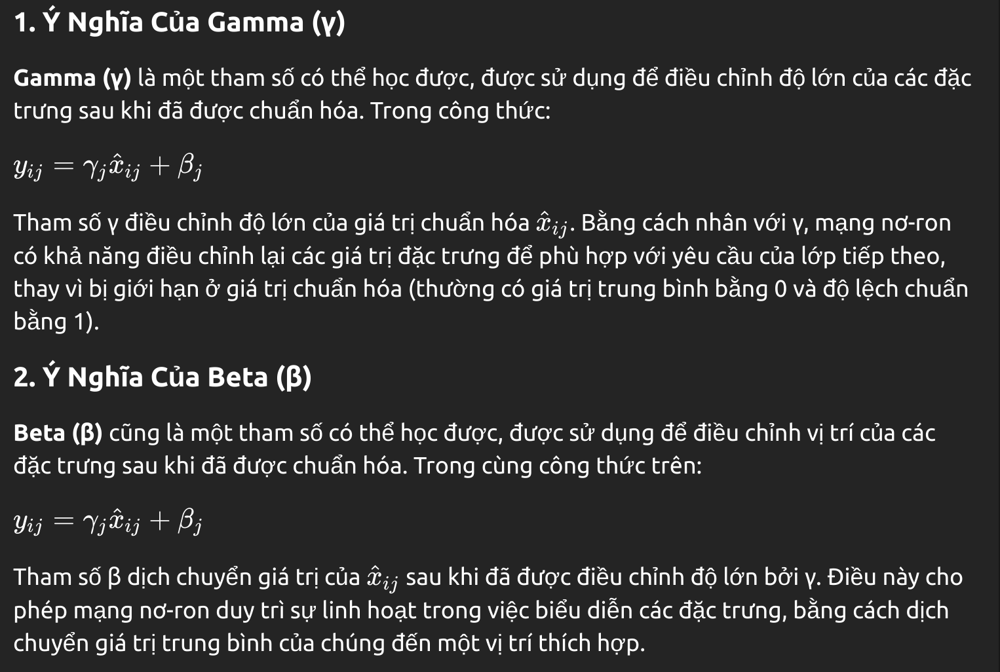 1. Ý Nghĩa Của Gamma (γ)
Gamma (γ) là một tham số có thể học được, được sử dụng để điều chỉnh độ lớn của các đặc
trưng sau khi đã được chuẩn hóa. Trong công thức:
y_{ij} = γ_j x̂_{ij} + β_j
Tham số γ điều chỉnh độ lớn của giá trị chuẩn hóa x̂_{ij}. Bằng cách nhân với γ, mạng nơ-ron
có khả năng điều chỉnh lại các giá trị đặc trưng để phù hợp với yêu cầu của lớp tiếp theo,
thay vì bị giới hạn ở giá trị chuẩn hóa (thường có giá trị trung bình bằng 0 và độ lệch chuẩn
bằng 1).
2. Ý Nghĩa Của Beta (β)
Beta (β) cũng là một tham số có thể học được, được sử dụng để điều chỉnh vị trí của các
đặc trưng sau khi đã được chuẩn hóa. Trong cùng công thức trên:
y_{ij} = γ_j x̂_{ij} + β_j
Tham số β dịch chuyển giá trị của x̂_{ij} sau khi đã được điều chỉnh độ lớn bởi γ. Điều này cho
phép mạng nơ-ron duy trì sự linh hoạt trong việc biểu diễn các đặc trưng, bằng cách dịch
chuyển giá trị trung bình của chúng đến một vị trí thích hợp.